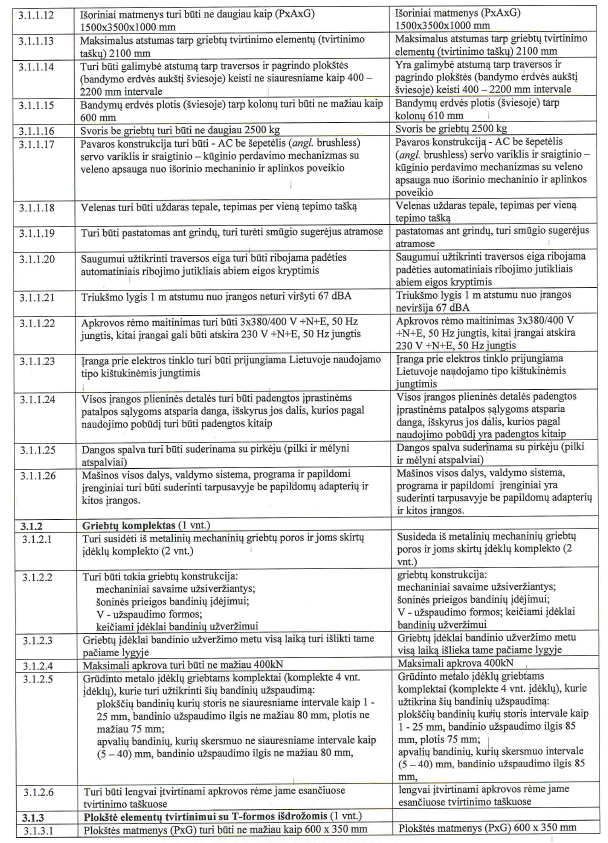 3.1.1.12 Išoriniai matmenys turi būti ne daugiau kaip (PxAxG) Išoriniai matmenys (PxAxG)
1500x3500x1000 mm 1500x3500x1000 mm
3.1.1.13 Maksimalus atstumas tarp griebtų tvirtinimo elementų (tvirtinimo Maksimalus atstumas tarp griebtų tvirtinimo
taškų) 2100 mm elementų (tvirtinimo taškų) 2100 mm
3.1.1.14 Turi būti galimybė atstumą tarp traversos ir pagrindo plokštės Yra galimybė atstumą tarp traversos ir
(bandymo erdvės aukštį šviesoje) keisti ne siauresniame kaip 400 – pagrindo plokštės (bandymo erdvės aukštį
2200 mm intervale šviesoje) keisti 400 – 2200 mm intervale
3.1.1.15 Bandymų erdvės plotis (šviesoje) tarp kolonų turi būti ne mažiau kaip Bandymų erdvės plotis (šviesoje) tarp
600 mm kolonų 610 mm
3.1.1.16 Svoris be griebtų turi būti ne daugiau 2500 kg Svoris be griebtų 2500 kg
3.1.1.17 Pavaros konstrukcija turi būti - AC be šepetėlis (angl. brushless) Pavaros konstrukcija - AC be šepetėlis
servo variklis ir sraigtinio – kūginio perdavimo mechanizmas su (angl. brushless) servo variklis ir sraigtinio –
veleno apsauga nuo išorinio mechaninio ir aplinkos poveikio kūginio perdavimo mechanizmas su veleno
apsauga nuo išorinio mechaninio ir aplinkos
poveikio
3.1.1.18 Velenas turi būti uždaras tepale, tepimas per vieną tepimo tašką Velenas uždaras tepale, tepimas per vieną
tepimo tašką
3.1.1.19 Turi būti pastatomas ant grindų, turi turėti smūgio sugerėjus atramose pastatomas ant grindų, turi smūgio sugerėjus
atramose
3.1.1.20 Saugumui užtikrinti traversos eiga turi būti ribojama padėties Saugumui užtikrinti traversos eiga ribojama
automatiniais ribojimo jutikliais abiem eigos kryptimis padėties automatiniais ribojimo jutikliais
abiem eigos kryptimis
3.1.1.21 Triukšmo lygis 1 m atstumu nuo įrangos neturi viršyti 67 dBA Triukšmo lygis 1 m atstumu nuo įrangos
neviršija 67 dBA
3.1.1.22 Apkrovos rėmo maitinimas turi būti 3x380/400 V +N+E, 50 Hz Apkrovos rėmo maitinimas 3x380/400 V
jungtis, kitai įrangai gali būti atskira 230 V +N+E, 50 Hz jungtis +N+E, 50 Hz jungtis, kitai įrangai atskira
230 V +N+E, 50 Hz jungtis
3.1.1.23 Įranga prie elektros tinklo turi būti prijungiama Lietuvoje naudojamo Įranga prie elektros tinklo prijungiama
tipo kištukinėmis jungtimis Lietuvoje naudojamo tipo kištukinėmis
jungtimis
3.1.1.24 Visos įrangos plieninės detalės turi būti padengtos įprastinėms Visos įrangos plieninės detalės padengtos
patalpos sąlygoms atsparia danga, išskyrus jos dalis, kurios pagal įprastinėms patalpos sąlygoms atsparia
naudojimo pobūdį turi būti padengtos kitaip danga, išskyrus jos dalis, kurios pagal
naudojimo pobūdį yra padengtos kitaip
3.1.1.25 Dangos spalva turi būti suderinama su pirkėju (pilki ir mėlyni Dangos spalva suderinama su pirkėju (pilki
atspalviai) ir mėlyni atspalviai)
3.1.1.26 Mašinos visos dalys, valdymo sistema, programa ir papildomi Mašinos visos dalys, valdymo sistema,
įrenginiai turi būti suderinti tarpusavyje be papildomų adapterių ir programa ir papildomi įrenginiai yra
kitos įrangos. suderinti tarpusavyje be papildomų adapterių
ir kitos įrangos.
3.1.2 Griebtų komplektas (1 vnt.)
3.1.2.1 Turi susidėti iš metalinių mechaninių griebtų poros ir joms skirtų Susideda iš metalinių mechaninių griebtų
įdėklų komplekto (2 vnt.) poros ir joms skirtų įdėklų komplekto (2
vnt.)
3.1.2.2 Turi būti tokia griebtų konstrukcija: griebtų konstrukcija:
mechaniniai savaime užsiveržiantys; mechaniniai savaime užsiveržiantys;
šoninės prieigos bandinių įdėjimui; šoninės prieigos bandinių įdėjimui;
V - užspaudimo formos; V - užspaudimo formos; keičiami įdėklai
keičiami įdėklai bandinių užveržimui bandinių užveržimui
3.1.2.3 Griebtų įdėklai bandinio užveržimo metu visą laiką turi išlikti tame Griebtų įdėklai bandinio užveržimo metu
pačiame lygyje visą laiką išlieka tame pačiame lygyje
3.1.2.4 Maksimali apkrova turi būti ne mažiau 400kN Maksimali apkrova 400kN
3.1.2.5 Grūdinto metalo įdėklų griebtams komplektai (komplekte 4 vnt. Grūdinto metalo įdėklų griebtams
įdėklų), kurie turi užtikrinti šių bandinių užspaudimą: komplektai (komplekte 4 vnt. įdėklų), kurie
plokščių bandinių kurių storis ne siauresniame intervale kaip 1 - užtikrina šių bandinių užspaudimą:
25 mm, bandinio užspaudimo ilgis ne mažiau 80 mm, plotis ne plokščių bandinių kurių storis intervale kaip
mažiau 75 mm; 1 - 25 mm, bandinio užspaudimo ilgis 85
apvalių bandinių, kurių skersmuo ne siauresniame intervale kaip mm, plotis 75 mm;
(5 – 40) mm, bandinio užspaudimo ilgis ne mažiau 80 mm, apvalių bandinių, kurių skersmuo intervale
(5 – 40) mm, bandinio užspaudimo ilgis 85
mm,
3.1.2.6 Turi būti lengvai įtvirtinami apkrovos rėme jame esančiuose lengvai įtvirtinami apkrovos rėme jame
tvirtinimo taškuose esančiuose tvirtinimo taškuose
3.1.3 Plokštė elementų tvirtinimui su T-formos išdrožomis (1 vnt.)
3.1.3.1 Plokštės matmenys (PxG) turi būti ne mažiau kaip 600 x 350 mm Plokštės matmenys (PxG) 600 x 350 mm